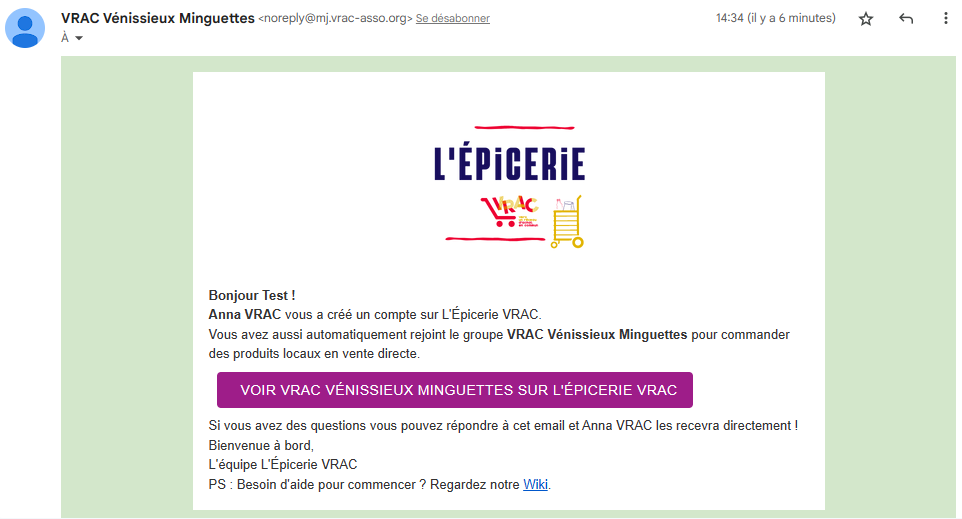 VRAC Vénissieux Minguettes <noreply@mj.vrac-asso.org> Se désabonner
14:34 (il y a 6 minutes)
À
L'ÉPiCERiE
VRAC
Bonjour Test !
Anna VRAC vous a créé un compte sur L'Épicerie VRAC.
Vous avez aussi automatiquement rejoint le groupe VRAC Vénissieux Minguettes pour commander
des produits locaux en vente directe.
VOIR VRAC VÉNISSIEUX MINGUETTES SUR L'ÉPICERIE VRAC
Si vous avez des questions vous pouvez répondre à cet email et Anna VRAC les recevra directement !
Bienvenue à bord,
L'équipe L'Épicerie VRAC
PS : Besoin d'aide pour commencer ? Regardez notre Wiki.